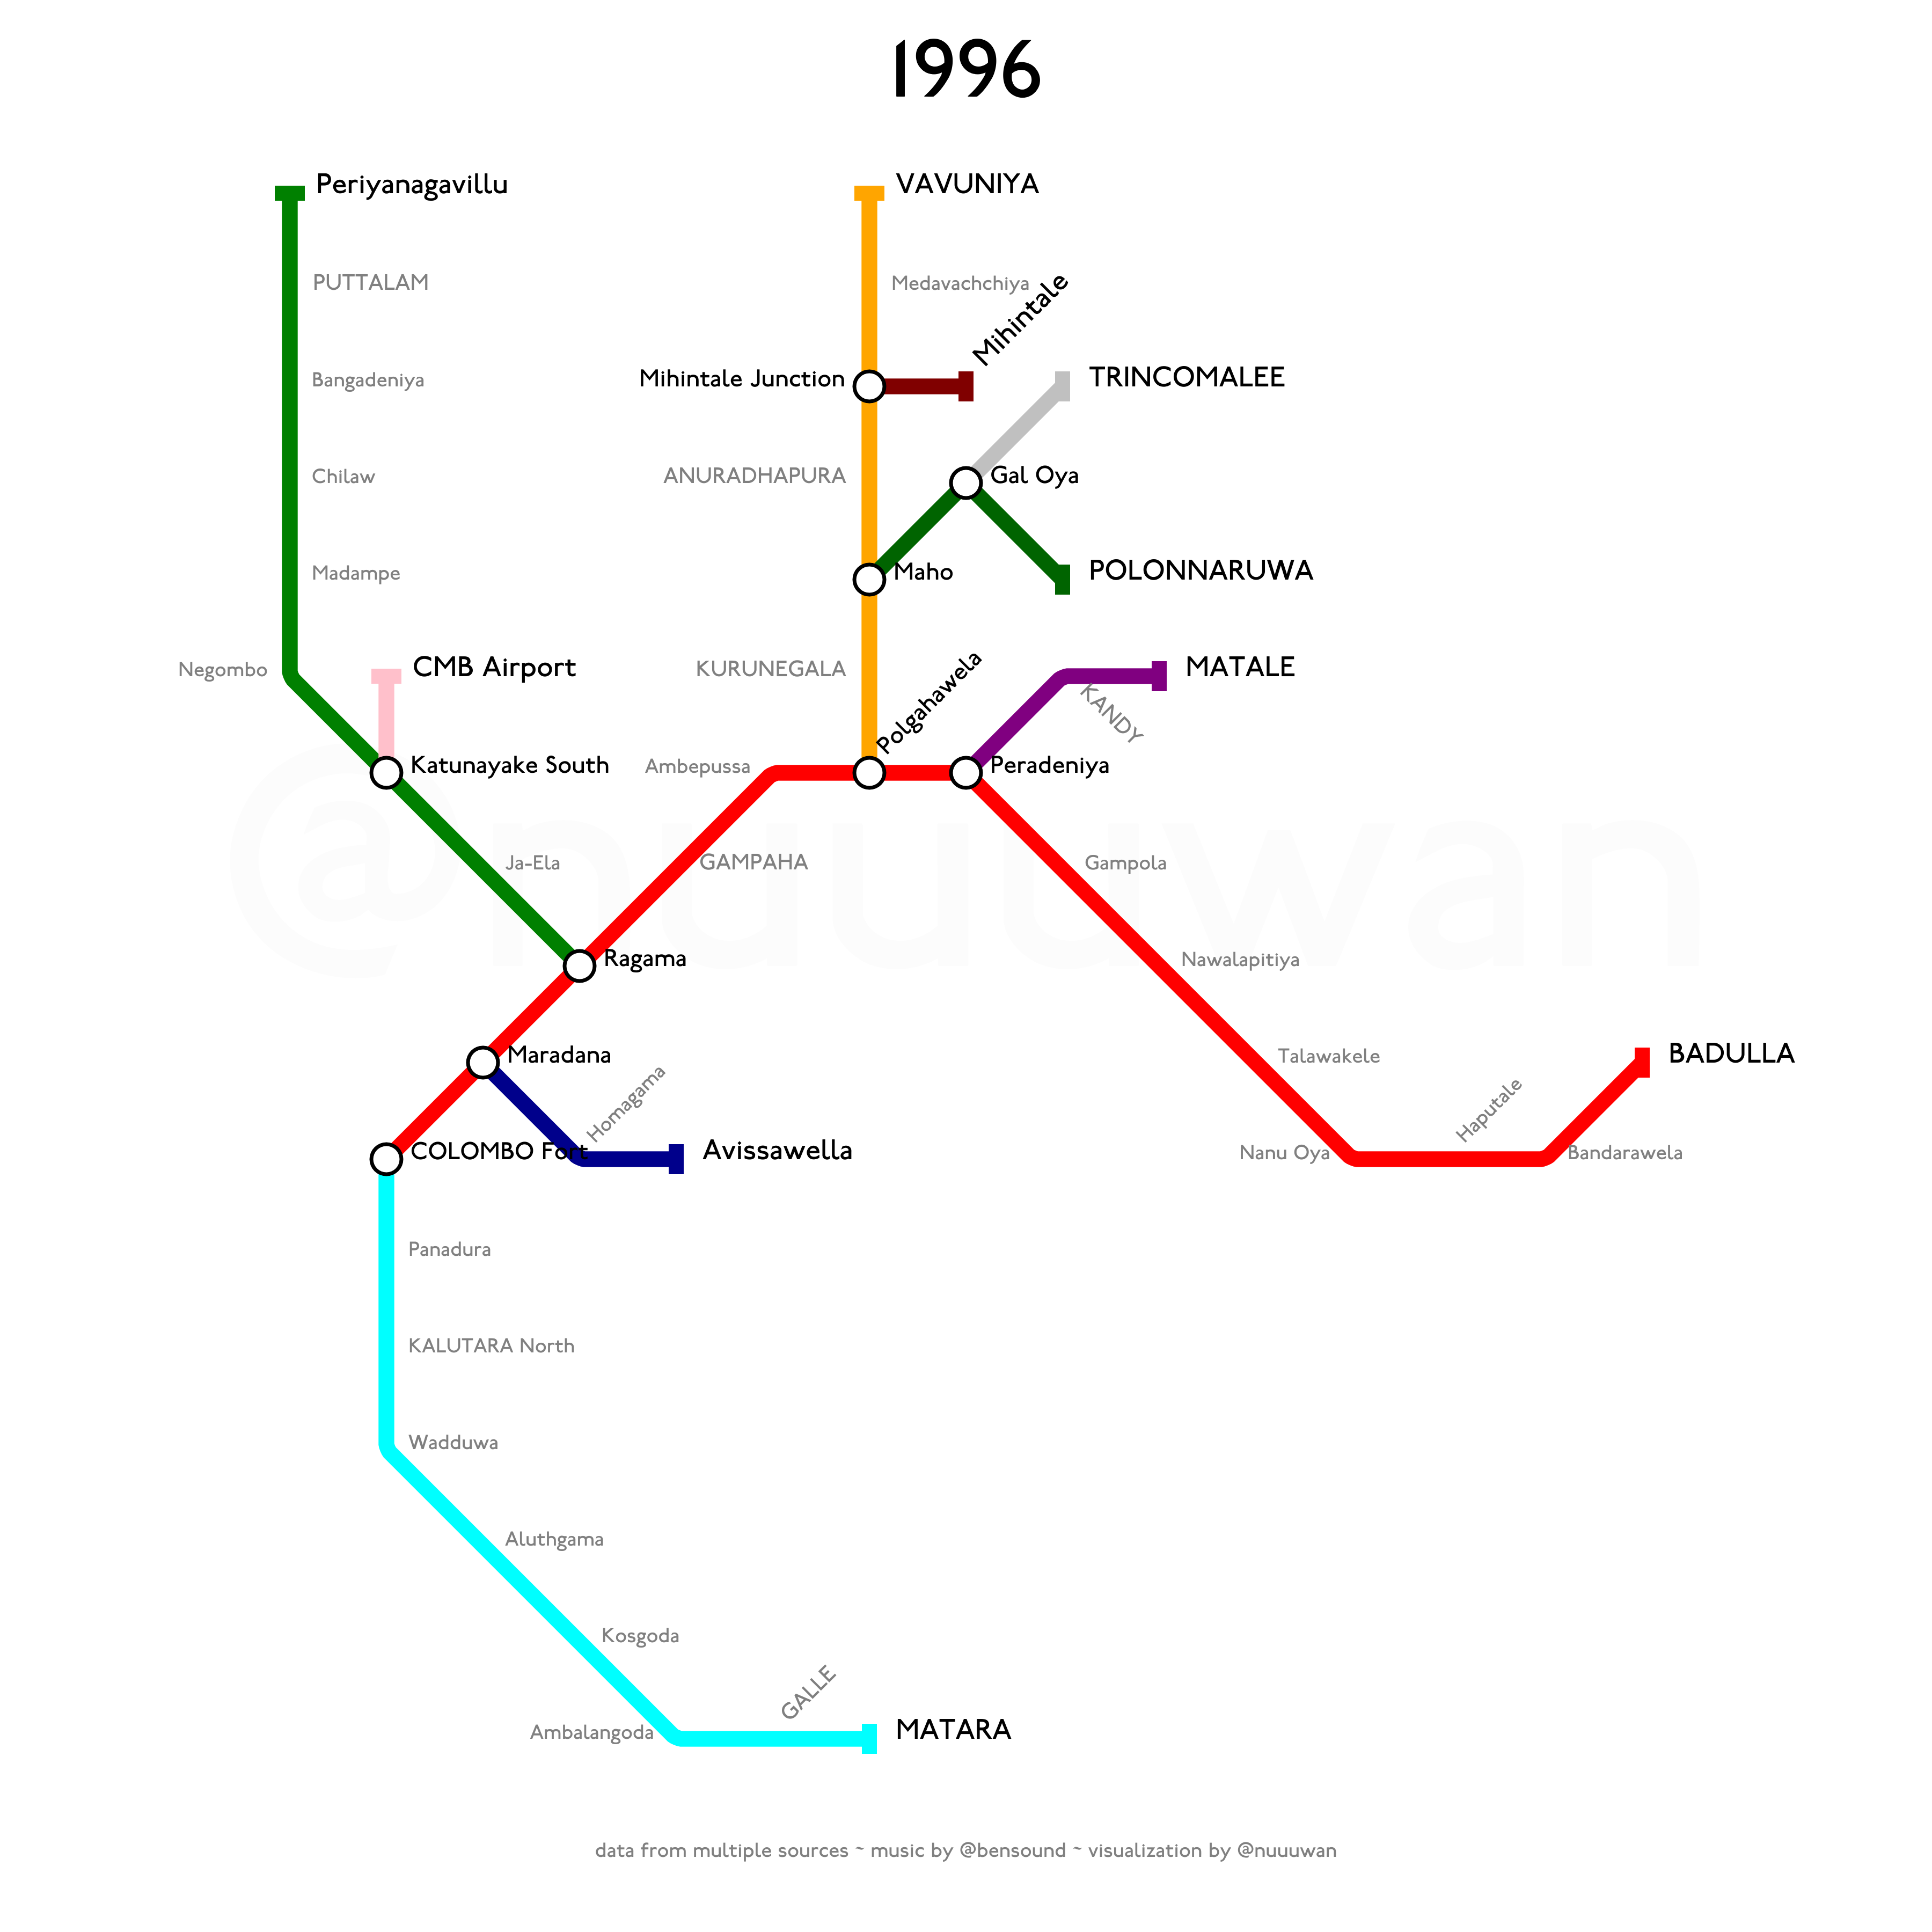 1996
Periyanagavillu
VAVUNIYA
PUTTALAM
Medavachchiya
Mihintale
Bangadeniya
Mihintale Junction
TRINCOMALEE
Chilaw
ANURADHAPURA
Gal Oya
Madampe
Maho
POLONNARUWA
Negombo
CMB Airport
KURUNEGALA
Polgahawela
MATALE
KANDY
Katunayake South
Ambepussa
Peradeniya
@nuuuwan
Ja-Ela
GAMPAHA
Gampola
Ragama
Nawalapitiya
Maradana
Homagama
Talawakele
Haputale
BADULLA
COLOMBO Fort
Avissawella
Nanu Oya
Bandarawela
Panadura
KALUTARA North
Wadduwa
Aluthgama
Kosgoda
GALLE
Ambalangoda
MATARA
data from multiple sources ~ music by @bensound ~ visualization by @nuuuwan